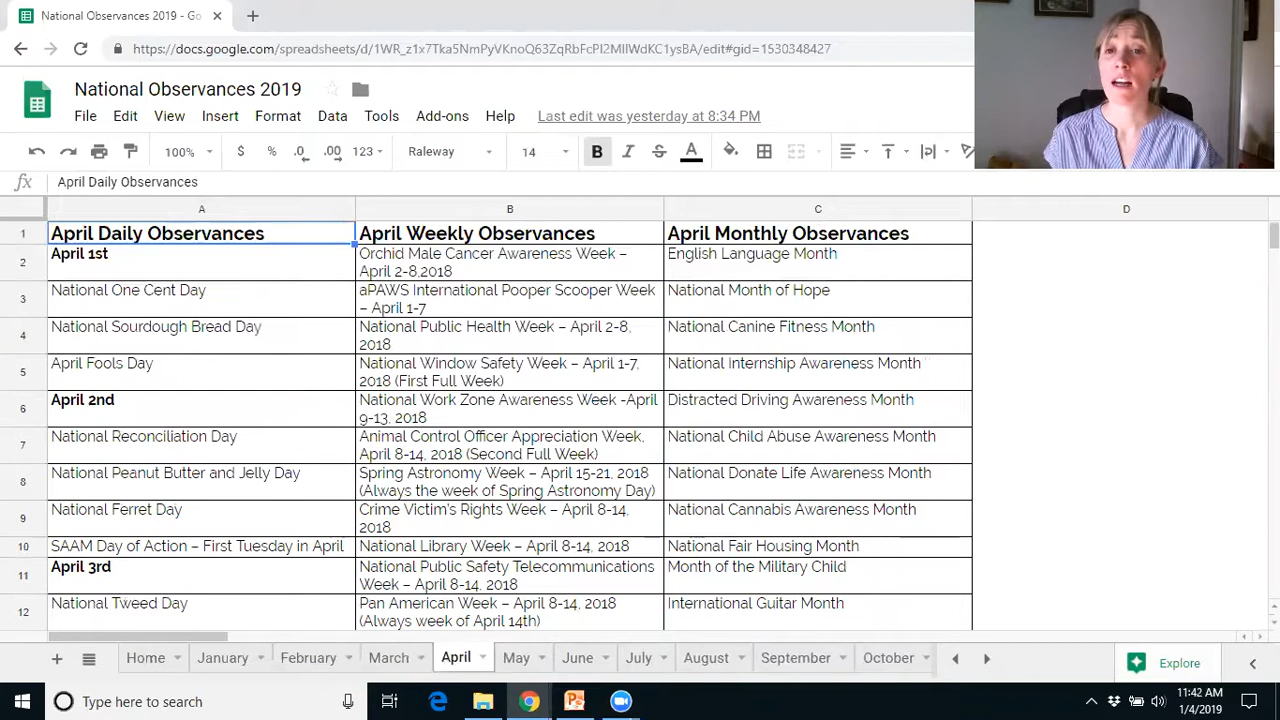 National Observances 2019 - Go
https://docs.google.com/spreadsheets/d/1WR_z1x7Tka5NmPyVKnoQ63ZqRbFcPI2MIIWdKC1ysBA/edit#gid=1530348427
National Observances 2019
File Edit View Insert Format Data Tools Add-ons Help Last edit was yesterday at 8:34 PM
100% $ % .0 .00 123 Raleway 14 B I S A
fx April Daily Observances
A B C D
1 April Daily Observances April Weekly Observances April Monthly Observances
2 April 1st Orchid Male Cancer Awareness Week – English Language Month
April 2-8,2018
3 National One Cent Day aPAWS International Pooper Scooper Week National Month of Hope
– April 1-7
4 National Sourdough Bread Day National Public Health Week – April 2-8, National Canine Fitness Month
2018
5 April Fools Day National Window Safety Week – April 1-7, National Internship Awareness Month
2018 (First Full Week)
6 April 2nd National Work Zone Awareness Week -April Distracted Driving Awareness Month
9-13, 2018
7 National Reconciliation Day Animal Control Officer Appreciation Week, National Child Abuse Awareness Month
April 8-14, 2018 (Second Full Week)
8 National Peanut Butter and Jelly Day Spring Astronomy Week – April 15-21, 2018 National Donate Life Awareness Month
(Always the week of Spring Astronomy Day)
9 National Ferret Day Crime Victim's Rights Week – April 8-14, National Cannabis Awareness Month
2018
10 SAAM Day of Action – First Tuesday in April National Library Week – April 8-14, 2018 National Fair Housing Month
11 April 3rd National Public Safety Telecommunications Month of the Military Child
Week – April 8-14, 2018
12 National Tweed Day Pan American Week – April 8-14, 2018 International Guitar Month
(Always week of April 14th)
Home January February March April May June July August September October Explore
Type here to search
11:42 AM
1/4/2019